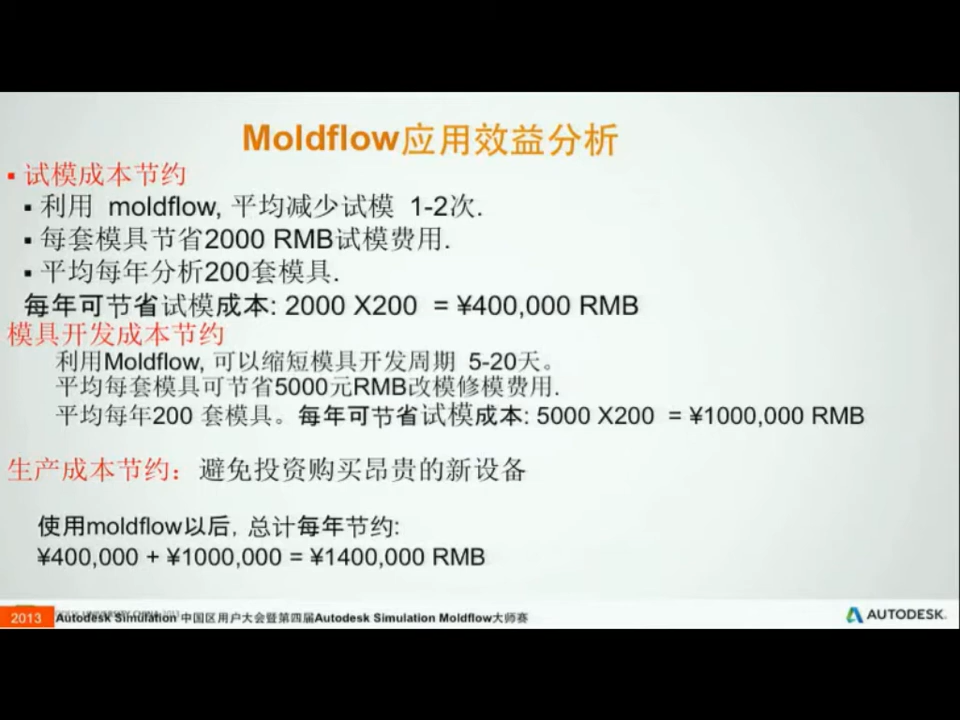 Moldflow应用效益分析
▪ 试模成本节约
▪ 利用 moldflow, 平均减少试模 1-2次.
▪ 每套模具节省2000 RMB试模费用.
▪ 平均每年分析200套模具.
每年可节省试模成本: 2000 X200 = ¥400,000 RMB
模具开发成本节约
利用Moldflow, 可以缩短模具开发周期 5-20天。
平均每套模具可节省5000元RMB改模修模费用.
平均每年200 套模具。每年可节省试模成本: 5000 X200 = ¥1000,000 RMB
生产成本节约：避免投资购买昂贵的新设备
使用moldflow以后, 总计每年节约:
¥400,000 + ¥1000,000 = ¥1400,000 RMB
2013 Autodesk Simulation 中国区用户大会暨第四届Autodesk Simulation Moldflow大师赛
AUTODESK.